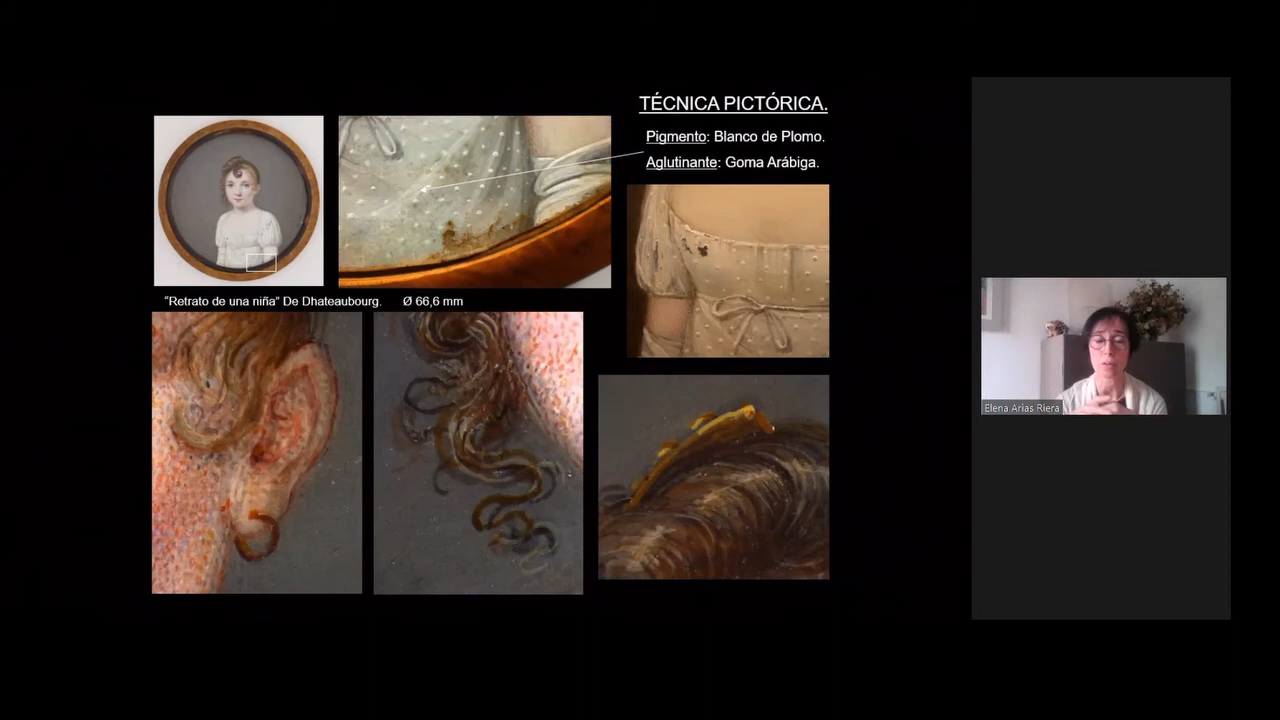 TÉCNICA PICTÓRICA.
Pigmento: Blanco de Plomo.
Aglutinante: Goma Arábiga.
“Retrato de una niña” De Dhateaubourg. Ø 66,6 mm
Elena Arias Riera